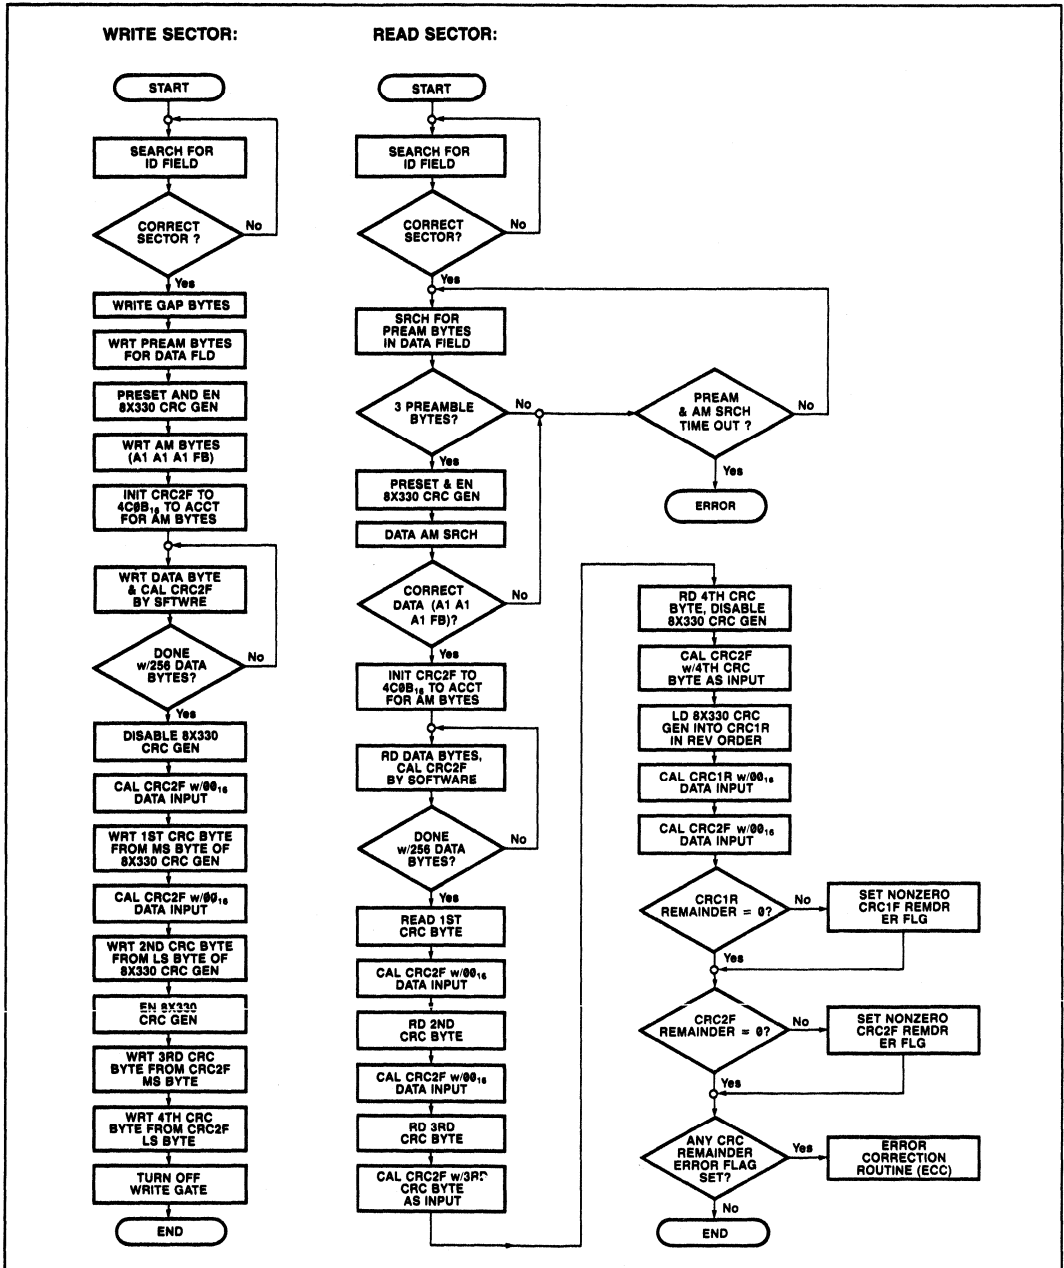 WRITE SECTOR:
START
SEARCH FOR
ID FIELD
CORRECT
SECTOR ?
No
Yes
WRITE GAP BYTES
WRT PREAM BYTES
FOR DATA FLD
PRESET AND EN
8X330 CRC GEN
WRT AM BYTES
(A1 A1 A1 FB)
INIT CRC2F TO
4C0B₁₆ TO ACCT
FOR AM BYTES
WRT DATA BYTE
& CAL CRC2F
BY SFTWRE
DONE
w/256 DATA
BYTES?
No
Yes
DISABLE 8X330
CRC GEN
CAL CRC2F w/00₁₆
DATA INPUT
WRT 1ST CRC BYTE
FROM MS BYTE OF
8X330 CRC GEN
CAL CRC2F w/00₁₆
DATA INPUT
WRT 2ND CRC BYTE
FROM LS BYTE OF
8X330 CRC GEN
EN 8X330
CRC GEN
WRT 3RD CRC
BYTE FROM CRC2F
MS BYTE
WRT 4TH CRC
BYTE FROM CRC2F
LS BYTE
TURN OFF
WRITE GATE
END
READ SECTOR:
START
SEARCH FOR
ID FIELD
CORRECT
SECTOR?
No
Yes
SRCH FOR
PREAM BYTES
IN DATA FIELD
3 PREAMBLE
BYTES?
No
Yes
PREAM
& AM SRCH
TIME OUT ?
No
Yes
ERROR
PRESET & EN
8X330 CRC GEN
DATA AM SRCH
CORRECT
DATA (A1 A1
A1 FB)?
No
Yes
INIT CRC2F TO
4C0B₁₆ TO ACCT
FOR AM BYTES
RD DATA BYTES,
CAL CRC2F
BY SOFTWARE
DONE
w/256 DATA
BYTES?
No
Yes
READ 1ST
CRC BYTE
CAL CRC2F w/00₁₆
DATA INPUT
RD 2ND
CRC BYTE
CAL CRC2F w/00₁₆
DATA INPUT
RD 3RD
CRC BYTE
CAL CRC2F w/3RD
CRC BYTE
AS INPUT
RD 4TH CRC
BYTE, DISABLE
8X330 CRC GEN
CAL CRC2F
w/4TH CRC
BYTE AS INPUT
LD 8X330 CRC
GEN INTO CRC1R
IN REV ORDER
CAL CRC1R w/00₁₆
DATA INPUT
CAL CRC2F w/00₁₆
DATA INPUT
CRC1R
REMAINDER = 0?
No
SET NONZERO
CRC1F REMDR
ER FLG
Yes
CRC2F
REMAINDER = 0?
No
SET NONZERO
CRC2F REMDR
ER FLG
Yes
ANY CRC
REMAINDER
ERROR FLAG
SET?
Yes
ERROR
CORRECTION
ROUTINE (ECC)
No
END